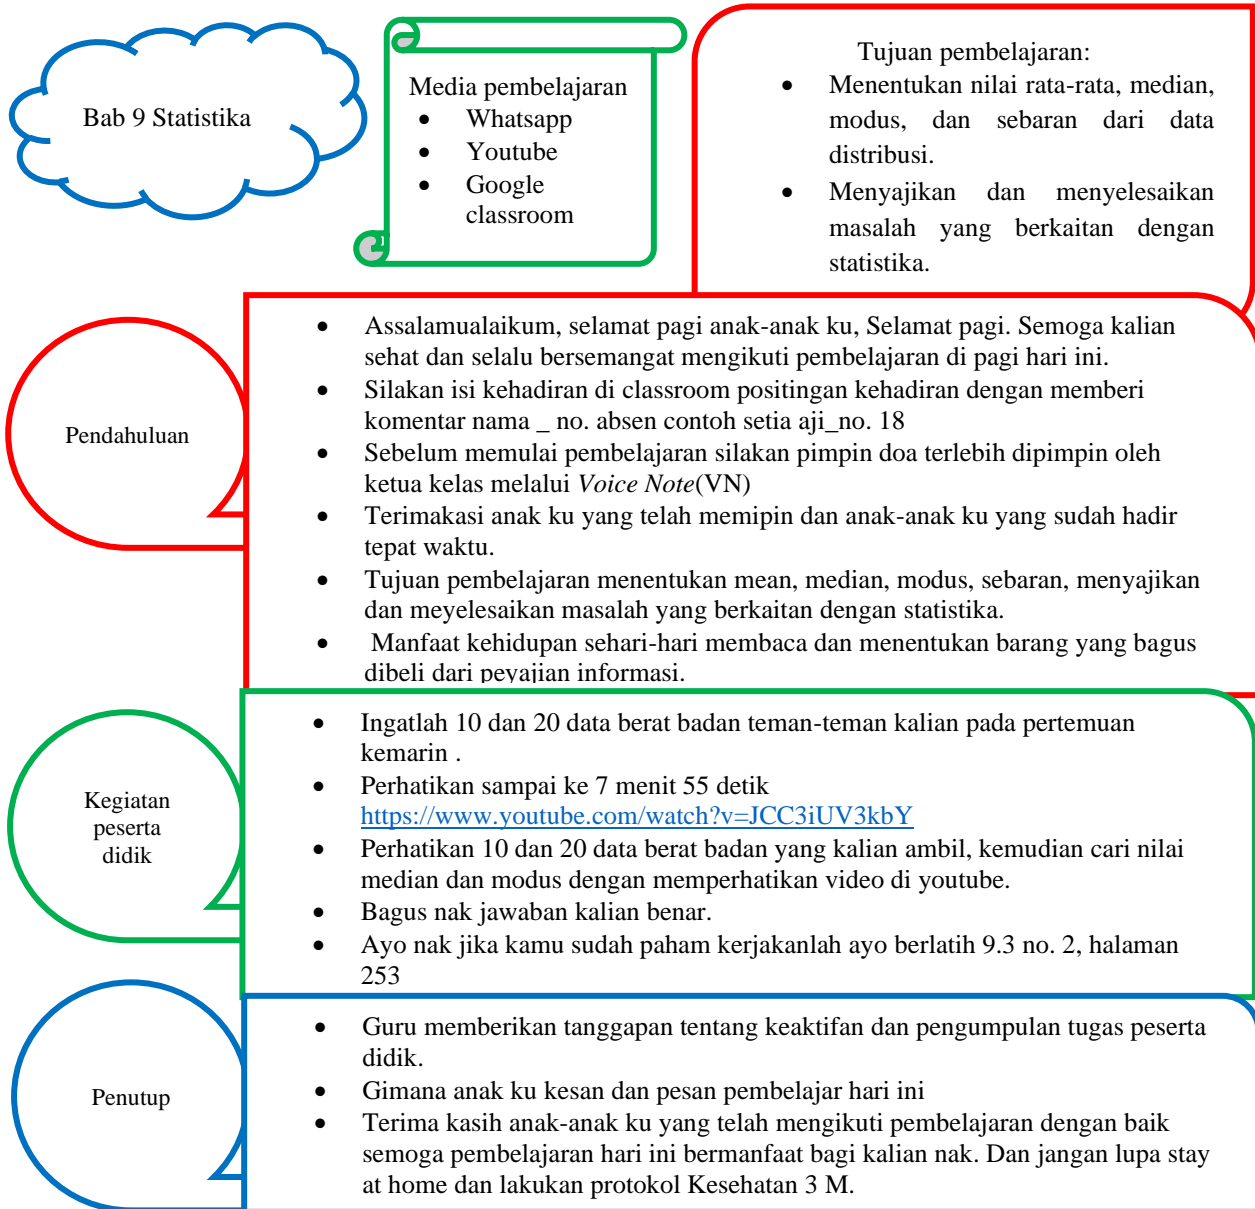 Bab 9 Statistika
Media pembelajaran
• Whatsapp
• Youtube
• Google
classroom
Tujuan pembelajaran:
• Menentukan nilai rata-rata, median,
modus, dan sebaran dari data
distribusi.
• Menyajikan dan menyelesaikan
masalah yang berkaitan dengan
statistika.
Pendahuluan
• Assalamualaikum, selamat pagi anak-anak ku, Selamat pagi. Semoga kalian
sehat dan selalu bersemangat mengikuti pembelajaran di pagi hari ini.
• Silakan isi kehadiran di classroom positingan kehadiran dengan memberi
komentar nama _ no. absen contoh setia aji_no. 18
• Sebelum memulai pembelajaran silakan pimpin doa terlebih dipimpin oleh
ketua kelas melalui Voice Note(VN)
• Terimakasi anak ku yang telah memipin dan anak-anak ku yang sudah hadir
tepat waktu.
• Tujuan pembelajaran menentukan mean, median, modus, sebaran, menyajikan
dan meyelesaikan masalah yang berkaitan dengan statistika.
• Manfaat kehidupan sehari-hari membaca dan menentukan barang yang bagus
dibeli dari peyajian informasi.
Kegiatan
peserta
didik
• Ingatlah 10 dan 20 data berat badan teman-teman kalian pada pertemuan
kemarin .
• Perhatikan sampai ke 7 menit 55 detik
https://www.youtube.com/watch?v=JCC3iUV3kbY
• Perhatikan 10 dan 20 data berat badan yang kalian ambil, kemudian cari nilai
median dan modus dengan memperhatikan video di youtube.
• Bagus nak jawaban kalian benar.
• Ayo nak jika kamu sudah paham kerjakanlah ayo berlatih 9.3 no. 2, halaman
253
Penutup
• Guru memberikan tanggapan tentang keaktifan dan pengumpulan tugas peserta
didik.
• Gimana anak ku kesan dan pesan pembelajar hari ini
• Terima kasih anak-anak ku yang telah mengikuti pembelajaran dengan baik
semoga pembelajaran hari ini bermanfaat bagi kalian nak. Dan jangan lupa stay
at home dan lakukan protokol Kesehatan 3 M.